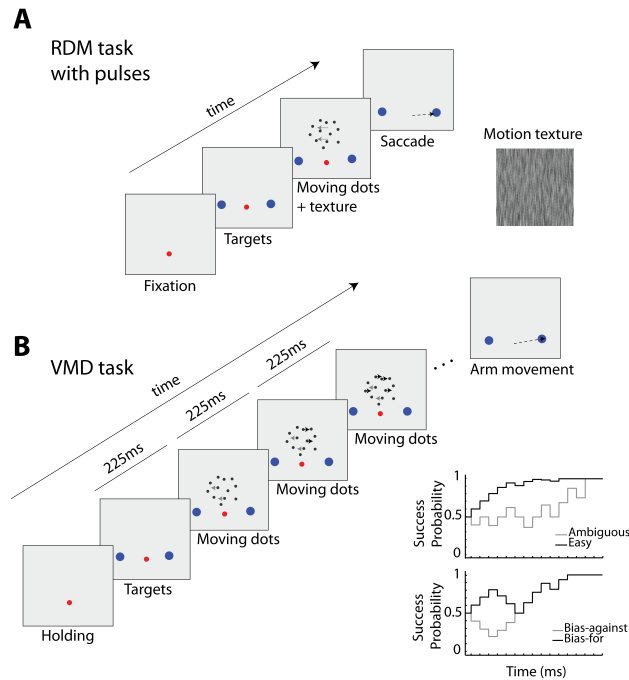 A
RDM task
with pulses
time
Fixation
Targets
Moving dots
+ texture
Saccade
Motion texture
B
VMD task
time
225ms
225ms
225ms
Holding
Targets
Moving dots
Moving dots
Moving dots
Arm movement
Success
Probability
1
0.5
0
Ambiguous
Easy
Success
Probability
1
0.5
0
Bias-against
Bias-for
Time (ms)